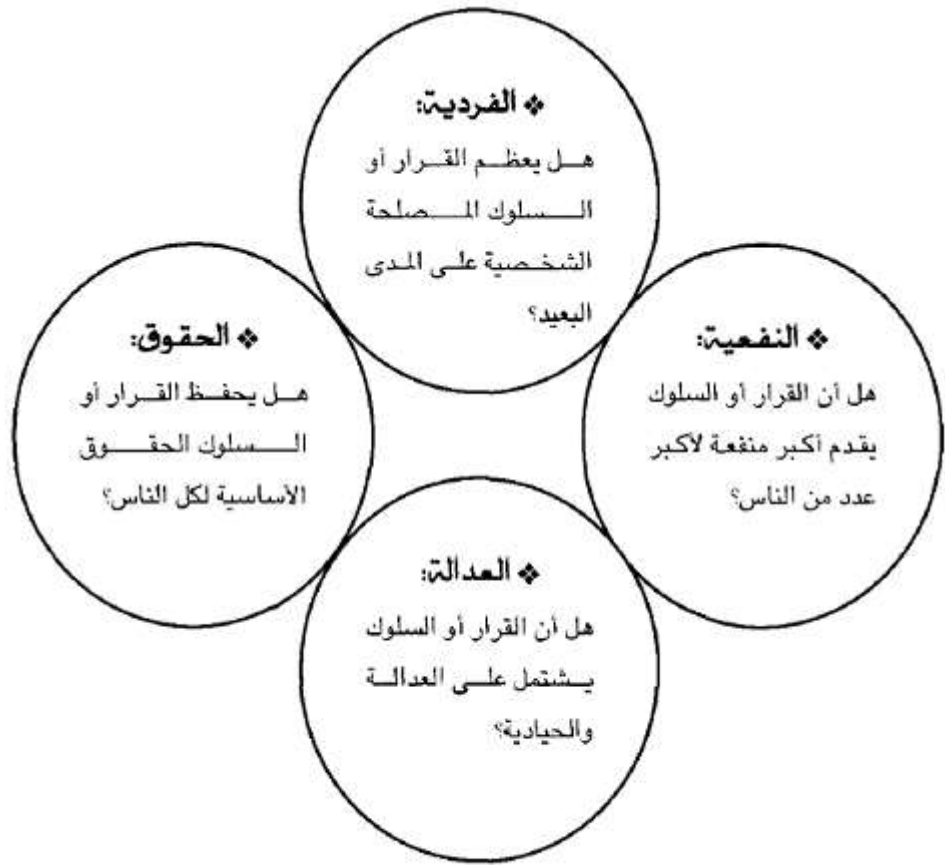 ❖ الفردية:
هل يعظم القرار أو
السلوك المصلحة
الشخصية على المدى
البعيد؟
❖ النفعية:
هل أن القرار أو السلوك
يقدم أكبر منفعة لأكبر
عدد من الناس؟
❖ الحقوق:
هل يحفظ القرار أو
السلوك الحقوق
الأساسية لكل الناس؟
❖ العدالة:
هل أن القرار أو السلوك
يشتمل على العدالة
والحيادية؟